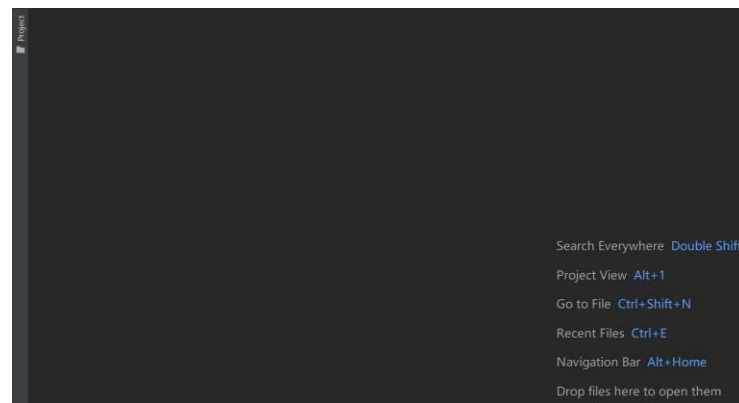 Project
Search Everywhere Double Shift
Project View Alt+1
Go to File Ctrl+Shift+N
Recent Files Ctrl+E
Navigation Bar Alt+Home
Drop files here to open them